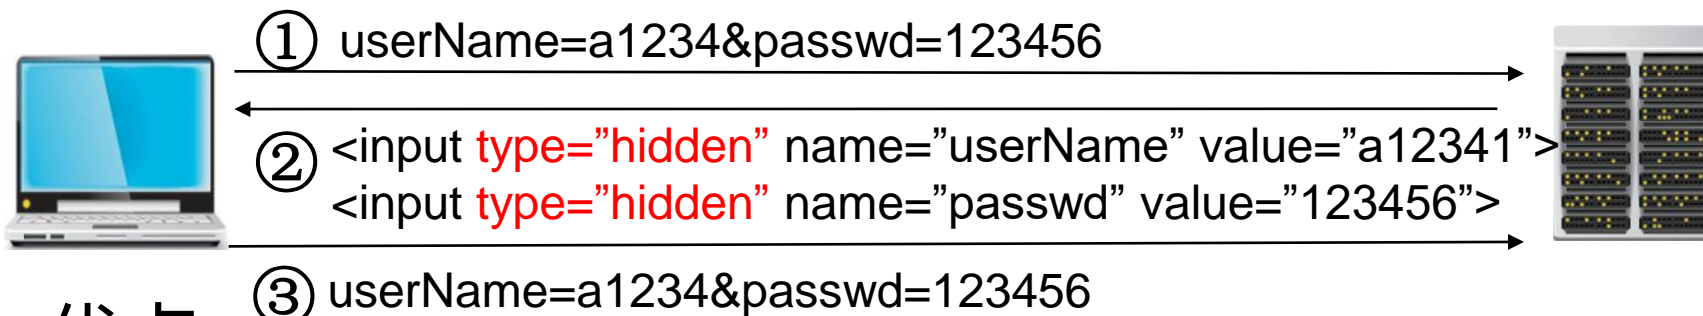 ① userName=a1234&passwd=123456
② <input type=”hidden” name=”userName” value=”a12341”>
<input type=”hidden” name=”passwd” value=”123456”>
③ userName=a1234&passwd=123456